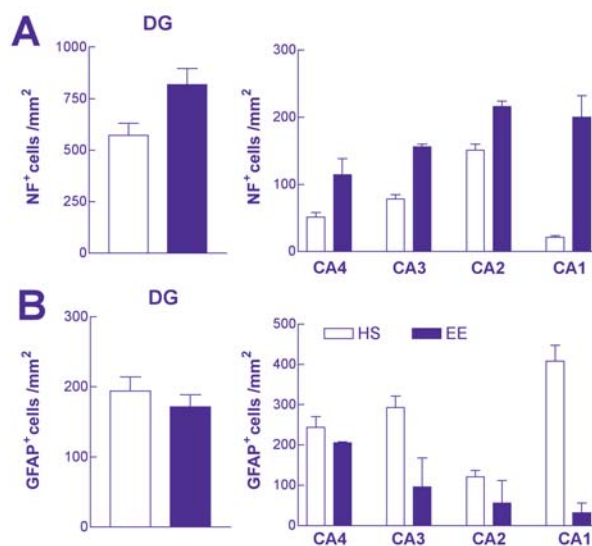 A
DG
NF+ cells /mm2
1000
750
500
250
0
NF+ cells /mm2
300
200
100
0
CA4 CA3 CA2 CA1
B
DG
GFAP+ cells /mm2
300
200
100
0
HS EE
GFAP+ cells /mm2
500
400
300
200
100
0
CA4 CA3 CA2 CA1